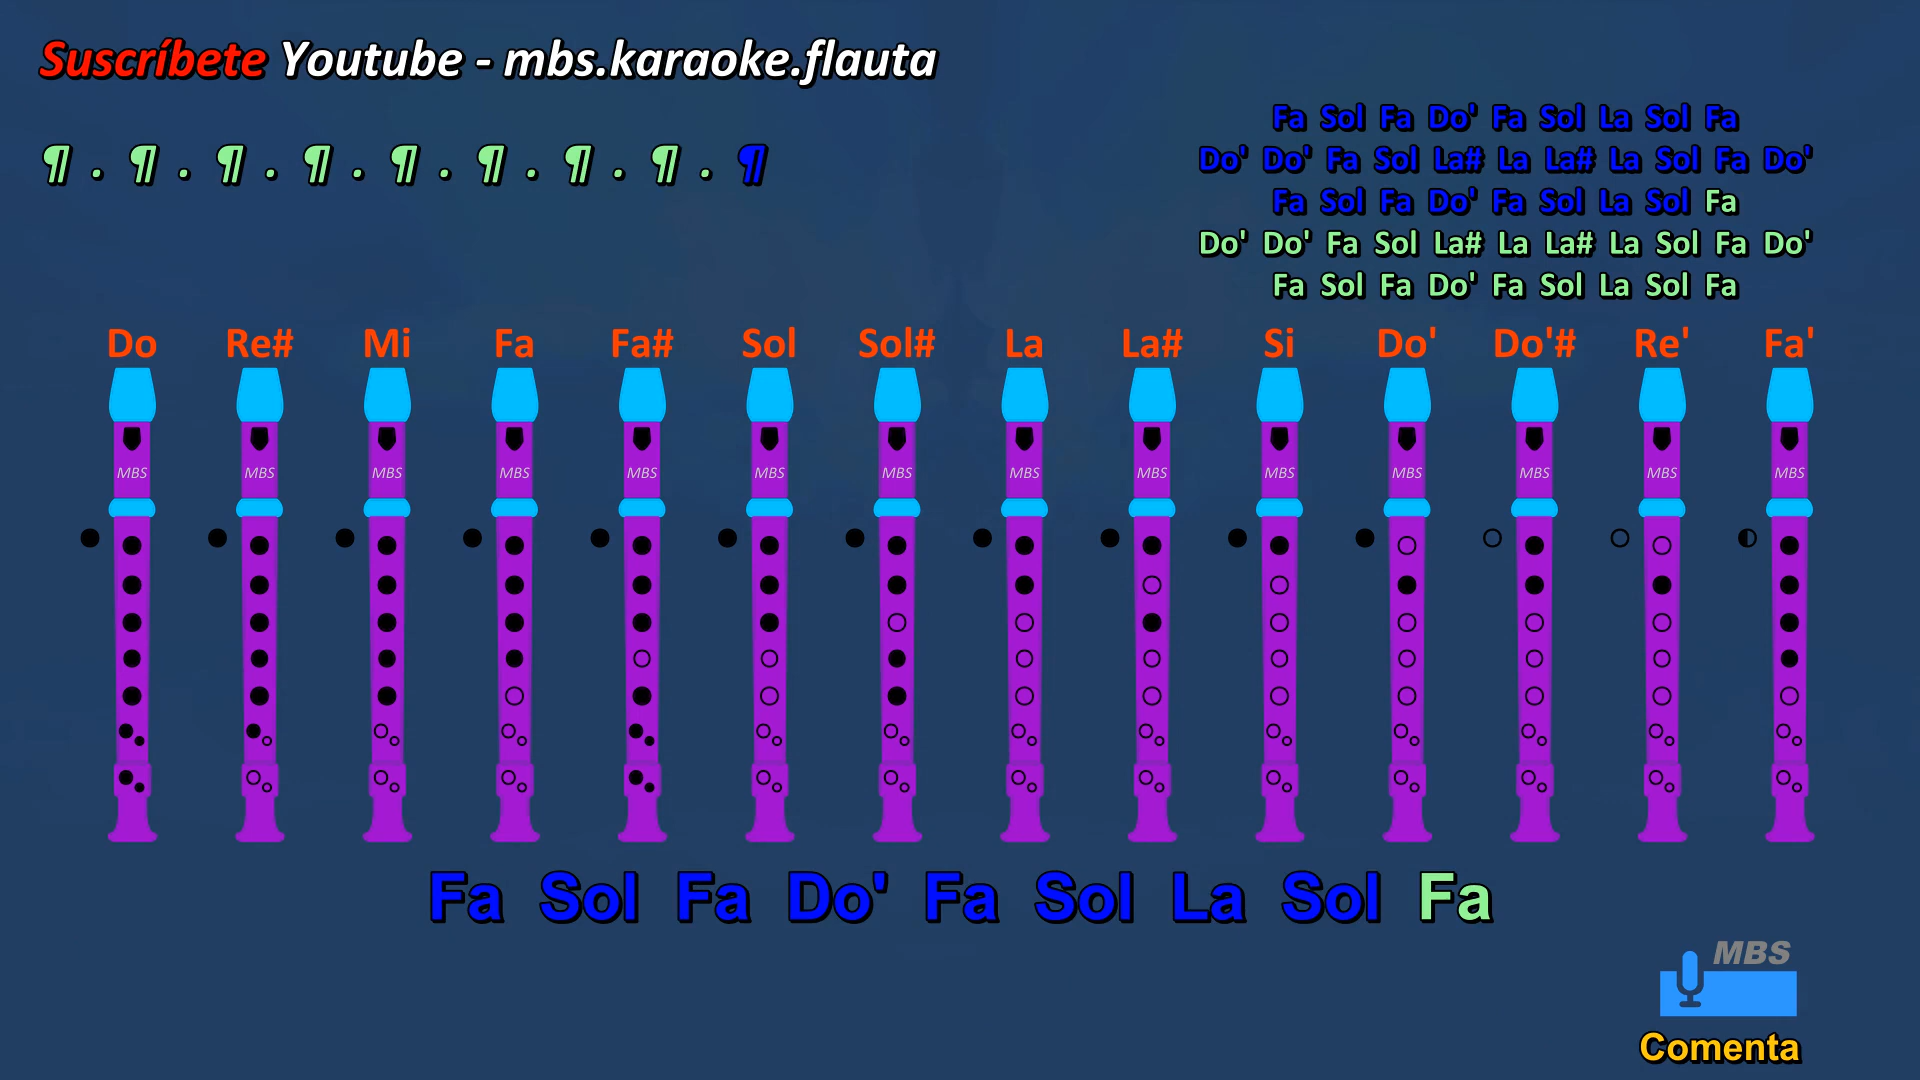 Suscríbete Youtube - mbs.karaoke.flauta
¶ . ¶ . ¶ . ¶ . ¶ . ¶ . ¶ . ¶ . ¶
Fa Sol Fa Do' Fa Sol La Sol Fa
Do' Do' Fa Sol La# La La# La Sol Fa Do'
Fa Sol Fa Do' Fa Sol La Sol Fa
Do' Do' Fa Sol La# La La# La Sol Fa Do'
Fa Sol Fa Do' Fa Sol La Sol Fa
Do Re# Mi Fa Fa# Sol Sol# La La# Si Do' Do'# Re' Fa'
MBS MBS MBS MBS MBS MBS MBS MBS MBS MBS MBS MBS MBS MBS
Fa Sol Fa Do' Fa Sol La Sol Fa
MBS
Comenta